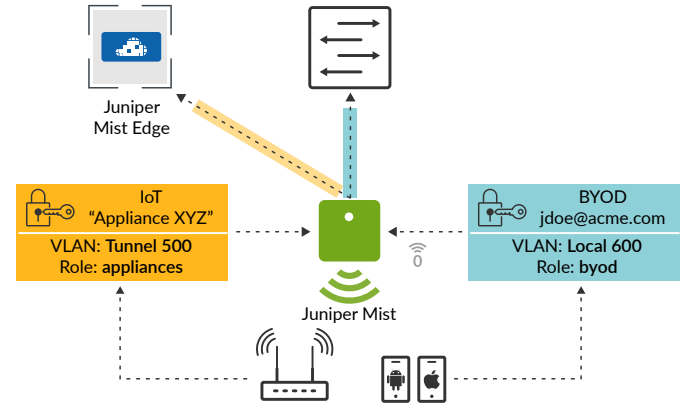 Juniper
Mist Edge
IoT
“Appliance XYZ”
VLAN: Tunnel 500
Role: appliances
BYOD
jdoe@acme.com
VLAN: Local 600
Role: byod
Juniper Mist